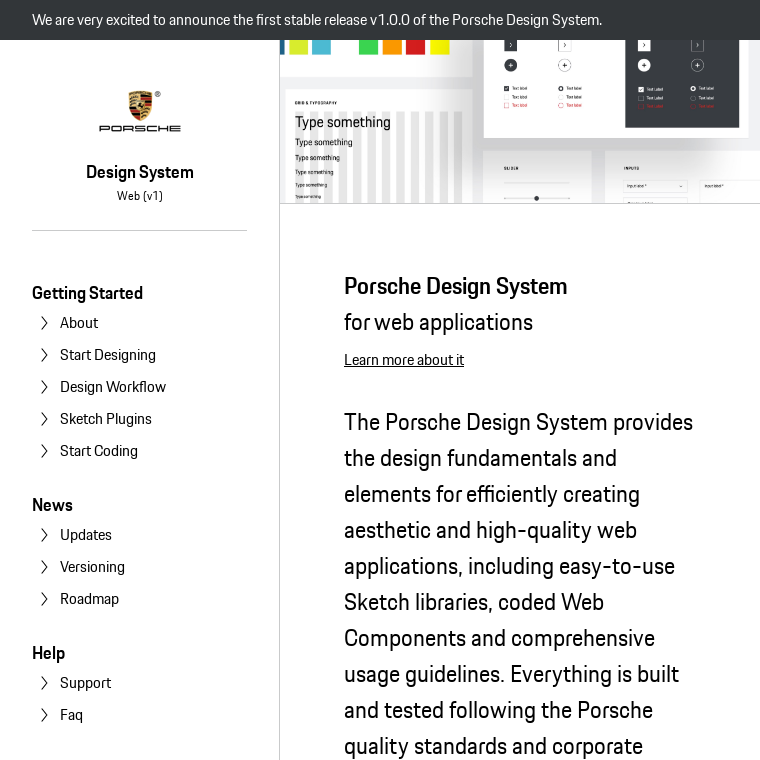 We are very excited to announce the first stable release v1.0.0 of the Porsche Design System.
PORSCHE
Design System
Web (v1)
Getting Started
About
Start Designing
Design Workflow
Sketch Plugins
Start Coding
News
Updates
Versioning
Roadmap
Help
Support
Faq
GRID & TYPOGRAPHY
Type something
Type something
Type something
Type something
Type something
Type something
Text label
Text label
Text label
Text label
Text label
Text label
Text label
Text label
Text label
Text label
Text label
Text label
SLIDER
INPUTS
Input label *
Input label *
Porsche Design System
for web applications
Learn more about it
The Porsche Design System provides
the design fundamentals and
elements for efficiently creating
aesthetic and high-quality web
applications, including easy-to-use
Sketch libraries, coded Web
Components and comprehensive
usage guidelines. Everything is built
and tested following the Porsche
quality standards and corporate